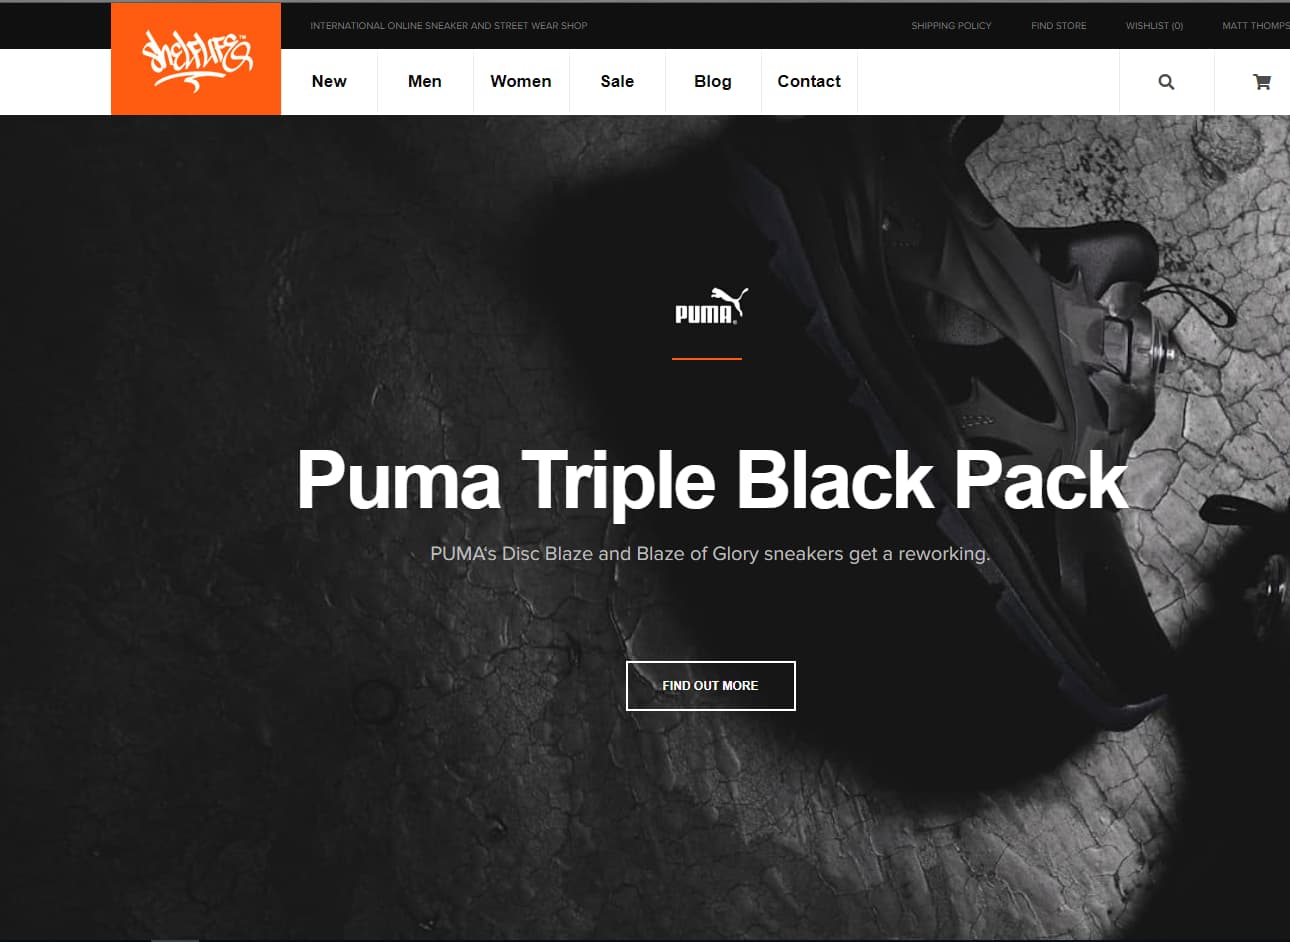 INTERNATIONAL ONLINE SNEAKER AND STREET WEAR SHOP
SHIPPING POLICY
FIND STORE
WISHLIST (0)
MATT THOMPS
shelflife™
New
Men
Women
Sale
Blog
Contact
PUMA®
Puma Triple Black Pack
PUMA‘s Disc Blaze and Blaze of Glory sneakers get a reworking.
FIND OUT MORE